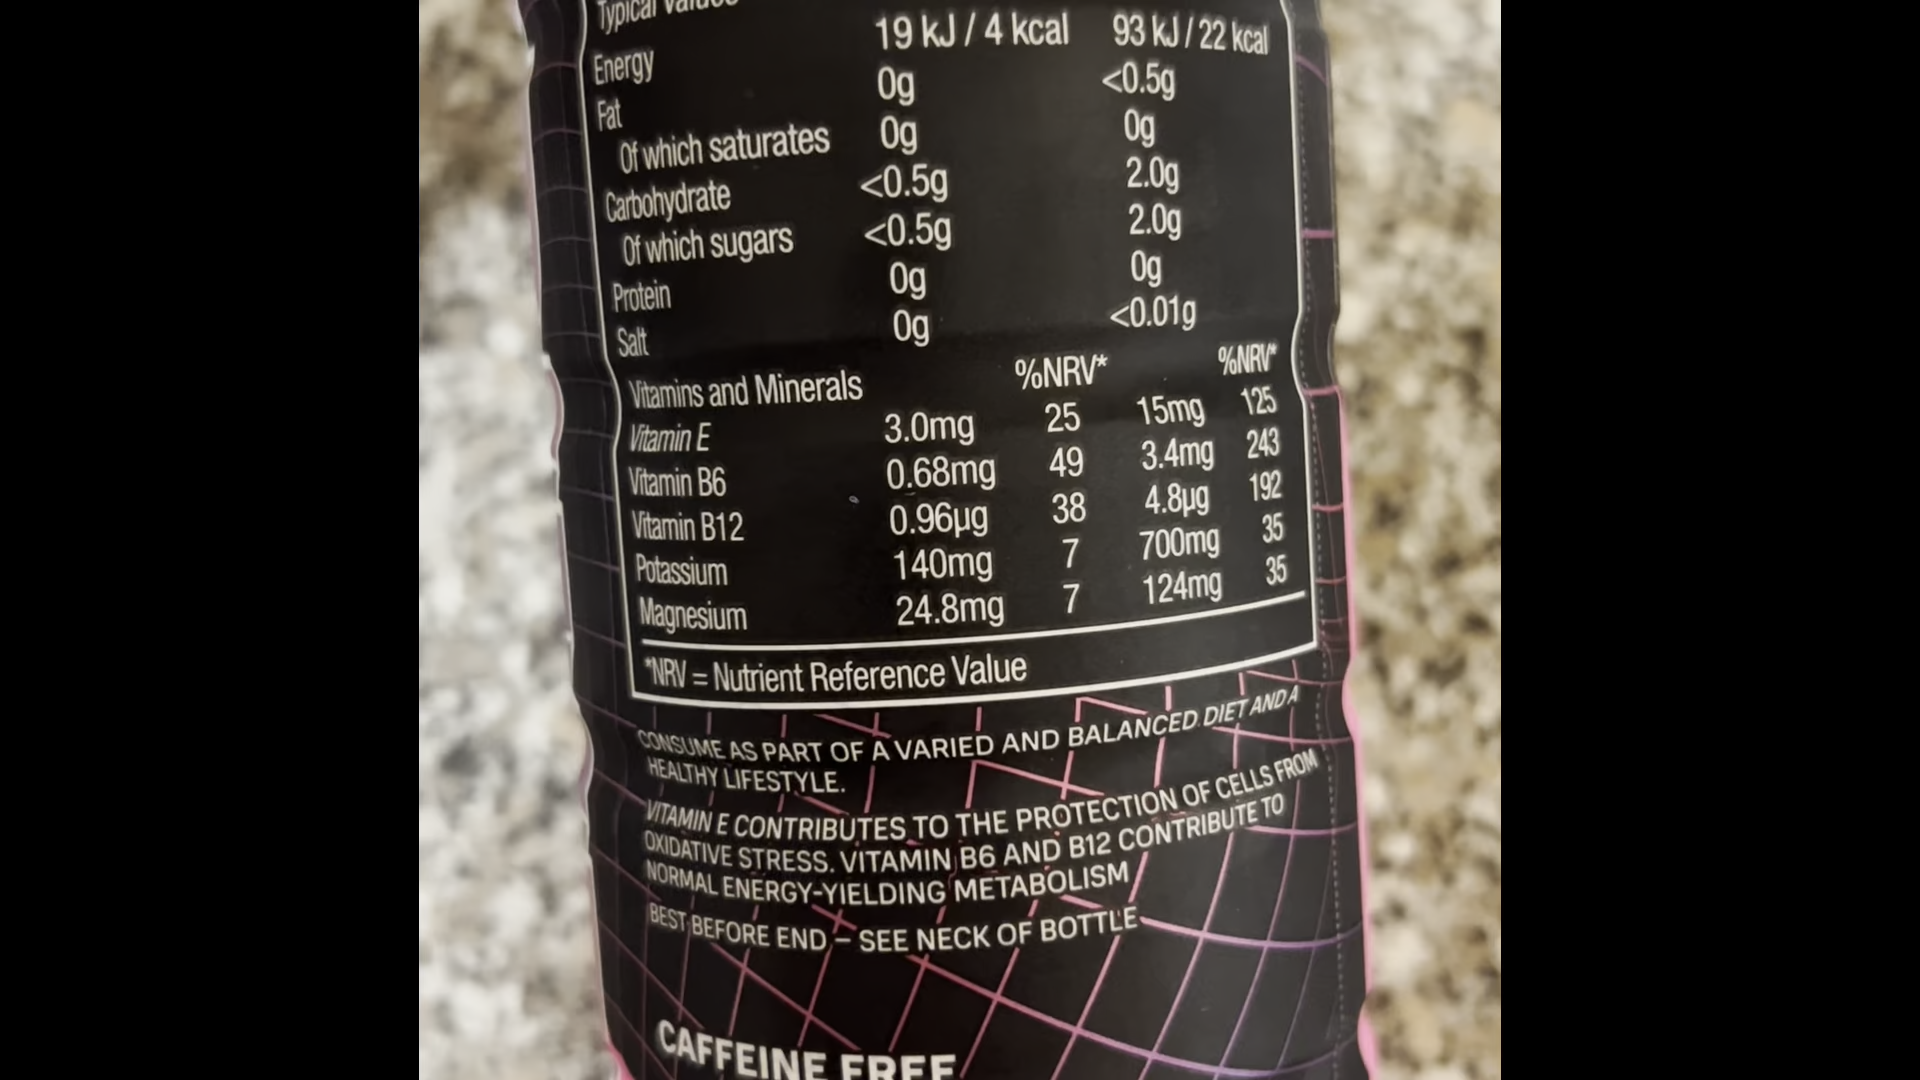 Typical Values
Energy 19 kJ / 4 kcal 93 kJ / 22 kcal
Fat 0g <0.5g
Of which saturates 0g 0g
Carbohydrate <0.5g 2.0g
Of which sugars <0.5g 2.0g
Protein 0g 0g
Salt 0g <0.01g
Vitamins and Minerals %NRV* %NRV*
Vitamin E 3.0mg 25 15mg 125
Vitamin B6 0.68mg 49 3.4mg 243
Vitamin B12 0.96µg 38 4.8µg 192
Potassium 140mg 7 700mg 35
Magnesium 24.8mg 7 124mg 35
*NRV = Nutrient Reference Value
CONSUME AS PART OF A VARIED AND BALANCED DIET AND A
HEALTHY LIFESTYLE.
VITAMIN E CONTRIBUTES TO THE PROTECTION OF CELLS FROM
OXIDATIVE STRESS. VITAMIN B6 AND B12 CONTRIBUTE TO
NORMAL ENERGY-YIELDING METABOLISM
BEST BEFORE END – SEE NECK OF BOTTLE
CAFFEINE FREE